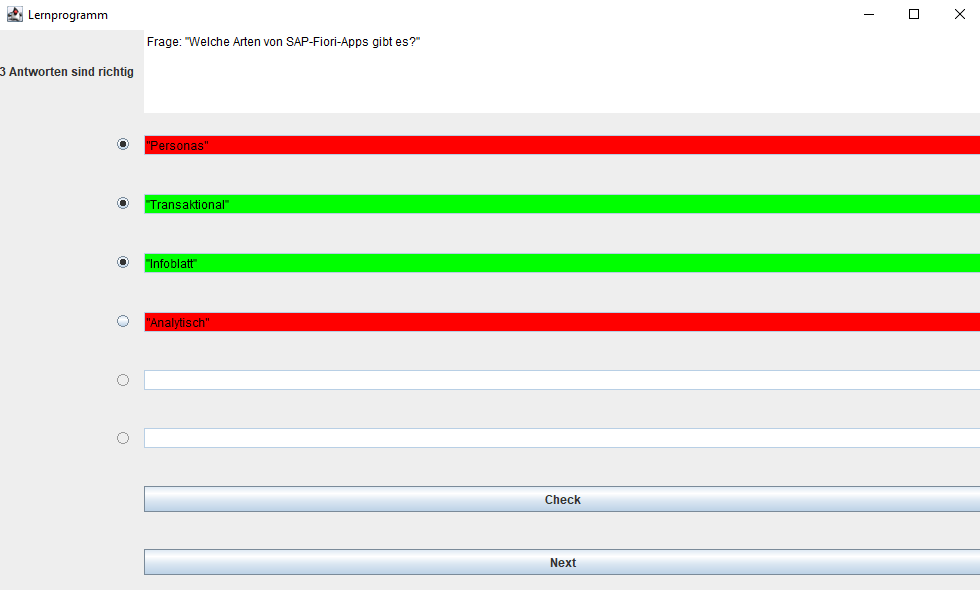 Lernprogramm
Frage: "Welche Arten von SAP-Fiori-Apps gibt es?"
3 Antworten sind richtig
"Personas"
"Transaktional"
"Infoblatt"
"Analytisch"
Check
Next